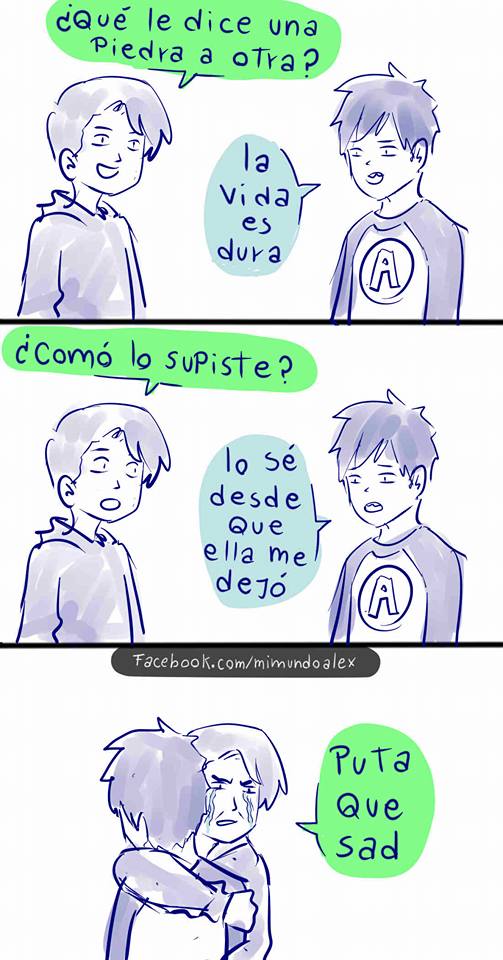 ¿Qué le dice una
Piedra a otra?
la
vida
es
dura
A
¿Comó lo supiste?
lo sé
desde
que
ella me
dejó
A
Facebook.com/mimundoalex
Puta
Que
sad